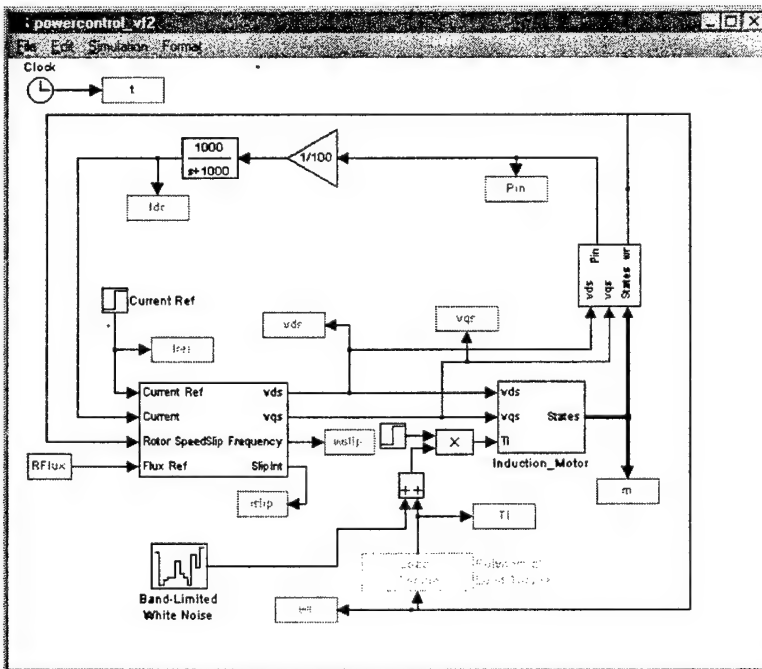 powercontrol_vf2
File Edit Simulation Format
Clock
t
1000
s+1000
1/100
Idc
Pin
Pin
wr
vds
vqs
States
Current Ref
vds
vqs
Iref
Current Ref
vds
vds
Current
vqs
vqs
States
Rotor Speed
Slip Frequency
wslip
X
Tl
RFlux
Flux Ref
SlipInt
Induction_Motor
islip
++
m
Tl
Load
Band-Limited
White Noise